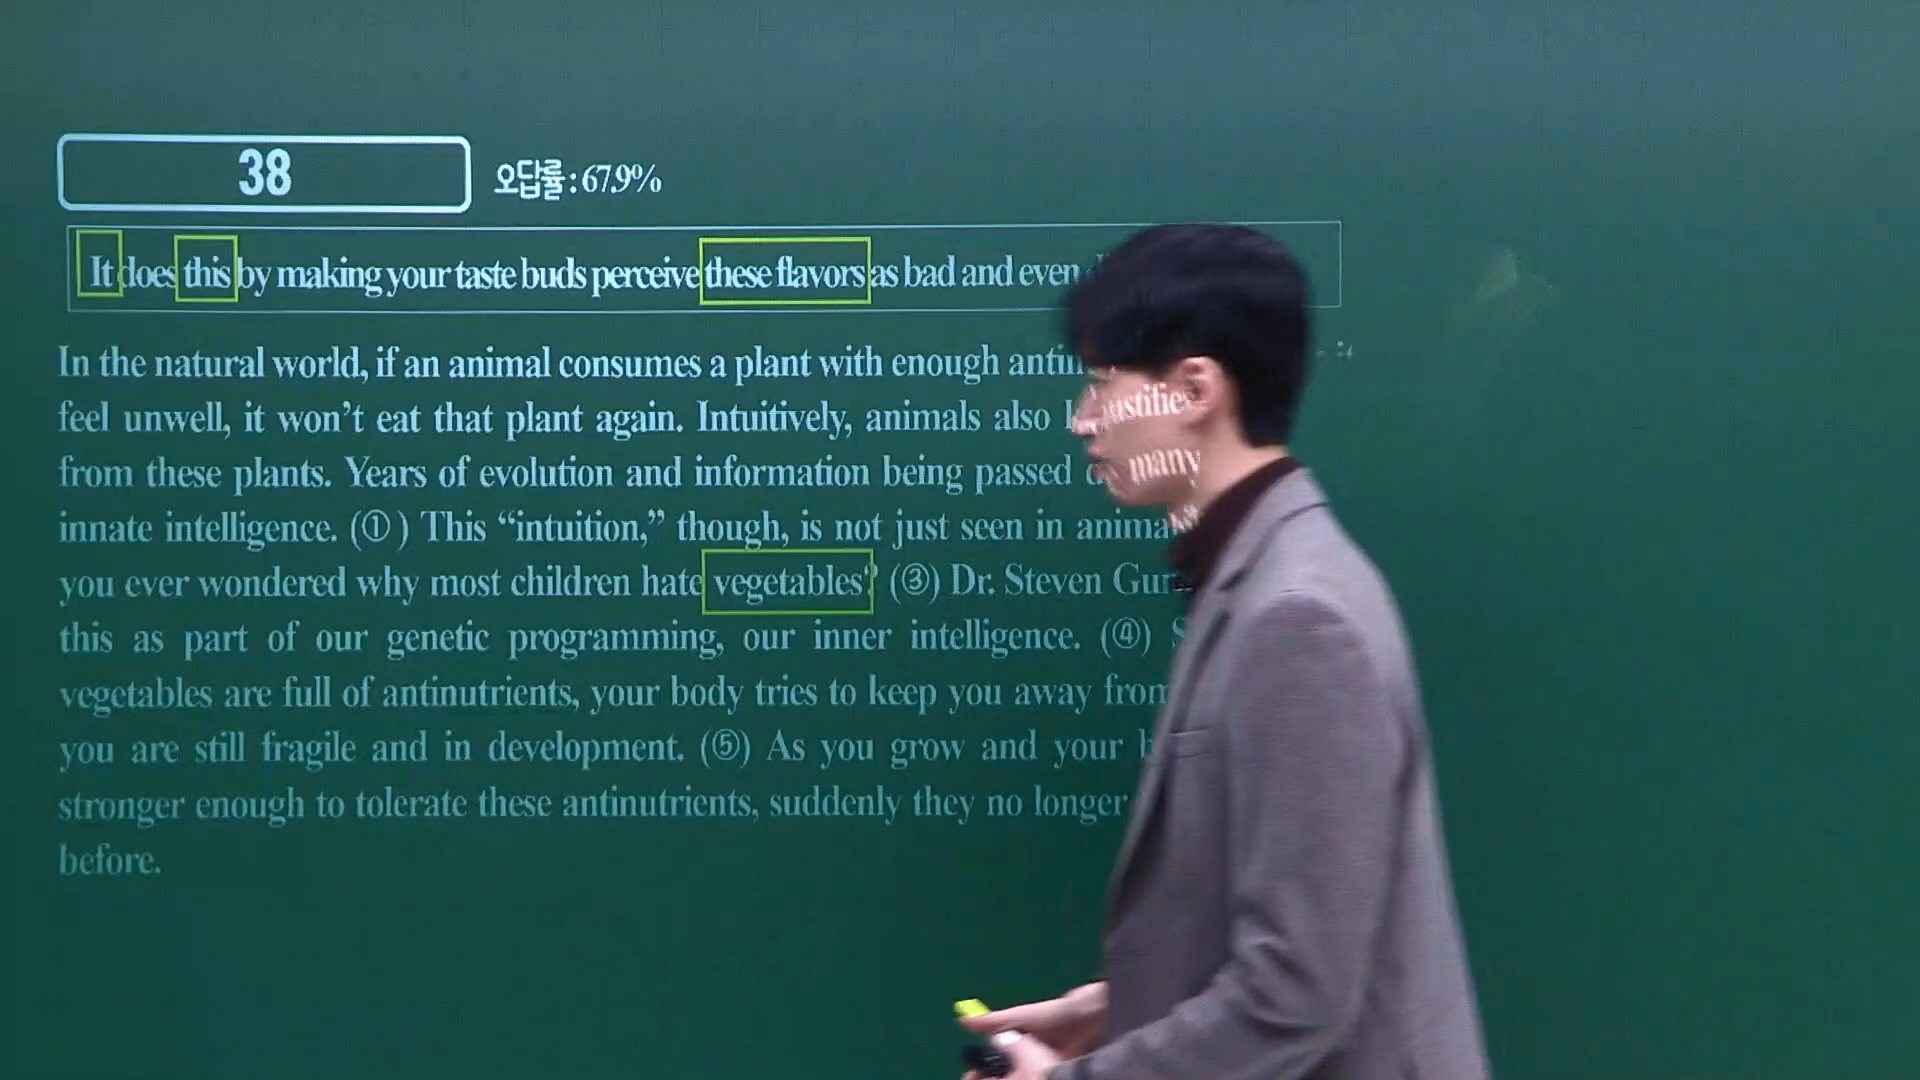 38
오답률 : 67.9%
It does this by making your taste buds perceive these flavors as bad and even
In the natural world, if an animal consumes a plant with enough
feel unwell, it won't eat that plant again. Intuitively, animals also
from these plants. Years of evolution and information being passed many
innate intelligence. (①) This “intuition,” though, is not just seen in
you ever wondered why most children hate vegetables? (③) Dr. Steven
this as part of our genetic programming, our inner intelligence. (④)
vegetables are full of antinutrients, your body tries to keep you away from
you are still fragile and in development. (⑤) As you grow and your
stronger enough to tolerate these antinutrients, suddenly they no longer
before.